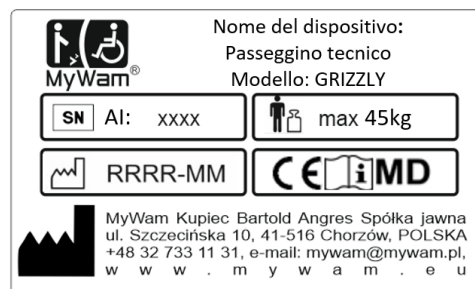 Nome del dispositivo:
Passeggino tecnico
Modello: GRIZZLY
MyWam®
SN AI: xxxx
max 45kg
RRRR-MM
CE i MD
MyWam Kupiec Bartold Angres Spółka jawna
ul. Szczecińska 10, 41-516 Chorzów, POLSKA
+48 32 733 11 31, e-mail: mywam@mywam.pl,
w w w . m y w a m . e u